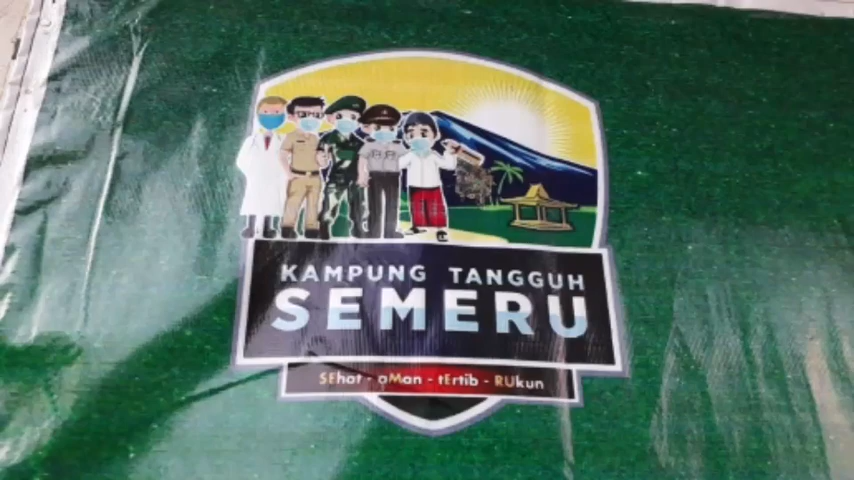 KAMPUNG TANGGUH
SEMERU
SEhat - aMan - tErtib - RUkun